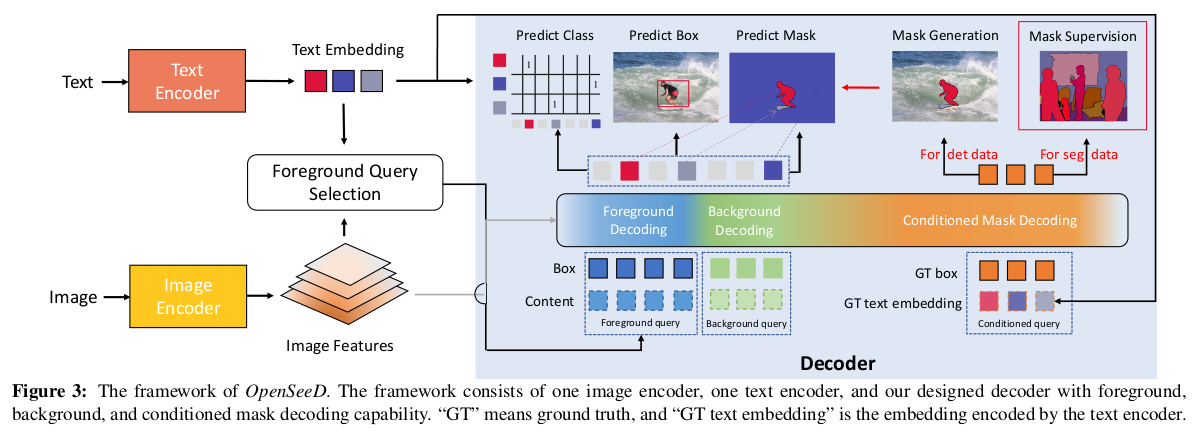 Text
Text
Encoder
Text Embedding
Foreground Query
Selection
Image
Image
Encoder
Image Features
Predict Class
1
1
1
Predict Box
Predict Mask
Mask Generation
Mask Supervision
For det data
For seg data
Foreground
Decoding
Background
Decoding
Conditioned Mask Decoding
Box
Content
Foreground query
Background query
GT box
GT text embedding
Conditioned query
Decoder
Figure 3: The framework of OpenSeeD. The framework consists of one image encoder, one text encoder, and our designed decoder with foreground,
background, and conditioned mask decoding capability. “GT” means ground truth, and “GT text embedding” is the embedding encoded by the text encoder.